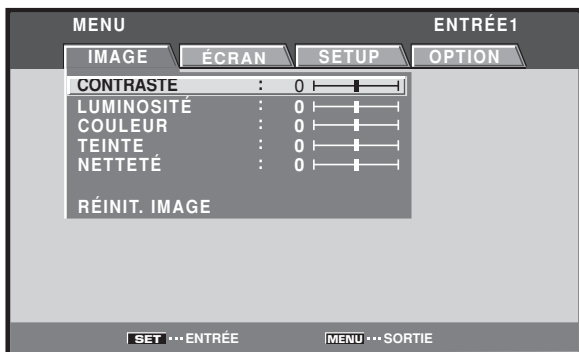 MENU ENTRÉE1
IMAGE ÉCRAN SETUP OPTION
CONTRASTE : 0
LUMINOSITÉ : 0
COULEUR : 0
TEINTE : 0
NETTETÉ : 0
RÉINIT. IMAGE
SET ··· ENTRÉE MENU ··· SORTIE